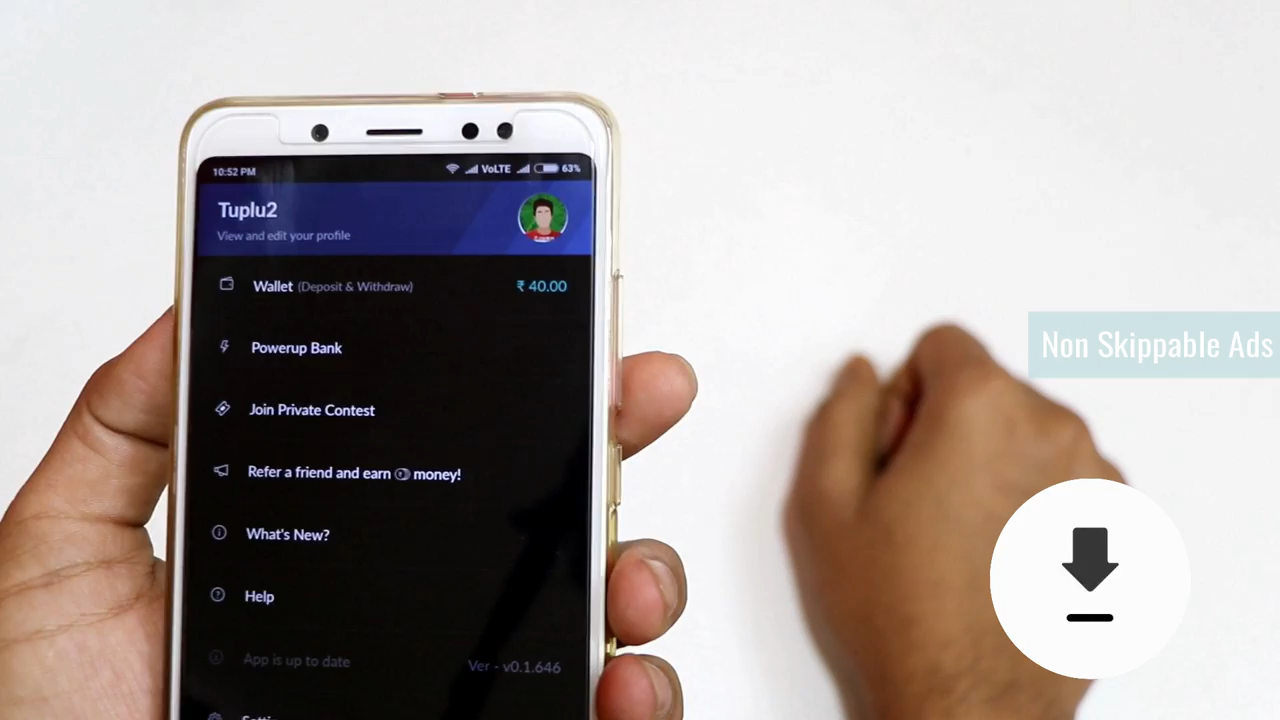 10:52 PM VoLTE 63%
Tuplu2
View and edit your profile
Wallet (Deposit & Withdraw) ₹ 40.00
Powerup Bank
Join Private Contest
Refer a friend and earn money!
What's New?
Help
App is up to date Ver - v0.1.646
Non Skippable Ads